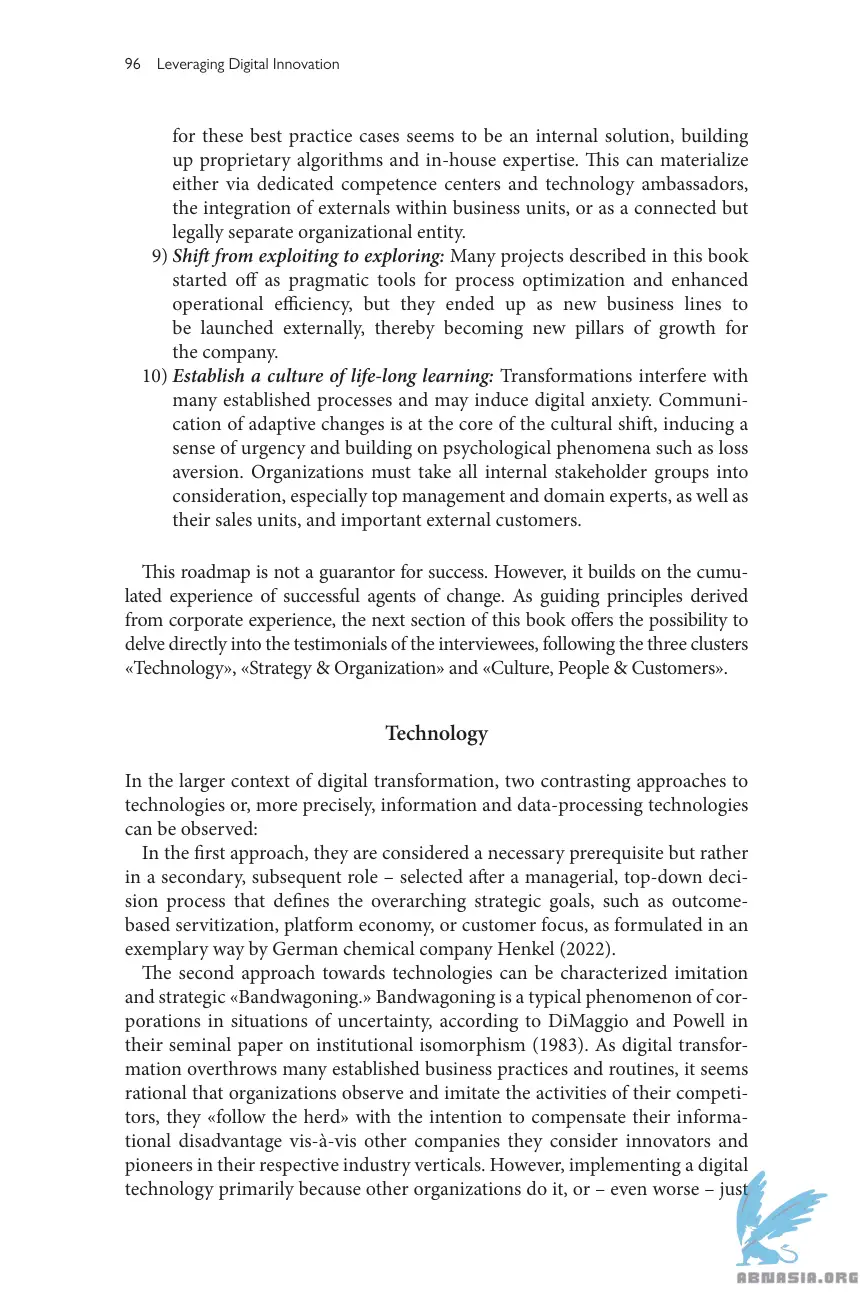 96 Leveraging Digital Innovation
for these best practice cases seems to be an internal solution, building
up proprietary algorithms and in-house expertise. This can materialize
either via dedicated competence centers and technology ambassadors,
the integration of externals within business units, or as a connected but
legally separate organizational entity.
9) Shift from exploiting to exploring: Many projects described in this book
started off as pragmatic tools for process optimization and enhanced
operational efficiency, but they ended up as new business lines to
be launched externally, thereby becoming new pillars of growth for
the company.
10) Establish a culture of life-long learning: Transformations interfere with
many established processes and may induce digital anxiety. Communi-
cation of adaptive changes is at the core of the cultural shift, inducing a
sense of urgency and building on psychological phenomena such as loss
aversion. Organizations must take all internal stakeholder groups into
consideration, especially top management and domain experts, as well as
their sales units, and important external customers.
This roadmap is not a guarantor for success. However, it builds on the cumu-
lated experience of successful agents of change. As guiding principles derived
from corporate experience, the next section of this book offers the possibility to
delve directly into the testimonials of the interviewees, following the three clusters
«Technology», «Strategy & Organization» and «Culture, People & Customers».
Technology
In the larger context of digital transformation, two contrasting approaches to
technologies or, more precisely, information and data-processing technologies
can be observed:
In the first approach, they are considered a necessary prerequisite but rather
in a secondary, subsequent role – selected after a managerial, top-down deci-
sion process that defines the overarching strategic goals, such as outcome-
based servitization, platform economy, or customer focus, as formulated in an
exemplary way by German chemical company Henkel (2022).
The second approach towards technologies can be characterized imitation
and strategic «Bandwagoning.» Bandwagoning is a typical phenomenon of cor-
porations in situations of uncertainty, according to DiMaggio and Powell in
their seminal paper on institutional isomorphism (1983). As digital transfor-
mation overthrows many established business practices and routines, it seems
rational that organizations observe and imitate the activities of their competi-
tors, they «follow the herd» with the intention to compensate their informa-
tional disadvantage vis-à-vis other companies they consider innovators and
pioneers in their respective industry verticals. However, implementing a digital
technology primarily because other organizations do it, or – even worse – just
ABNASIA.ORG